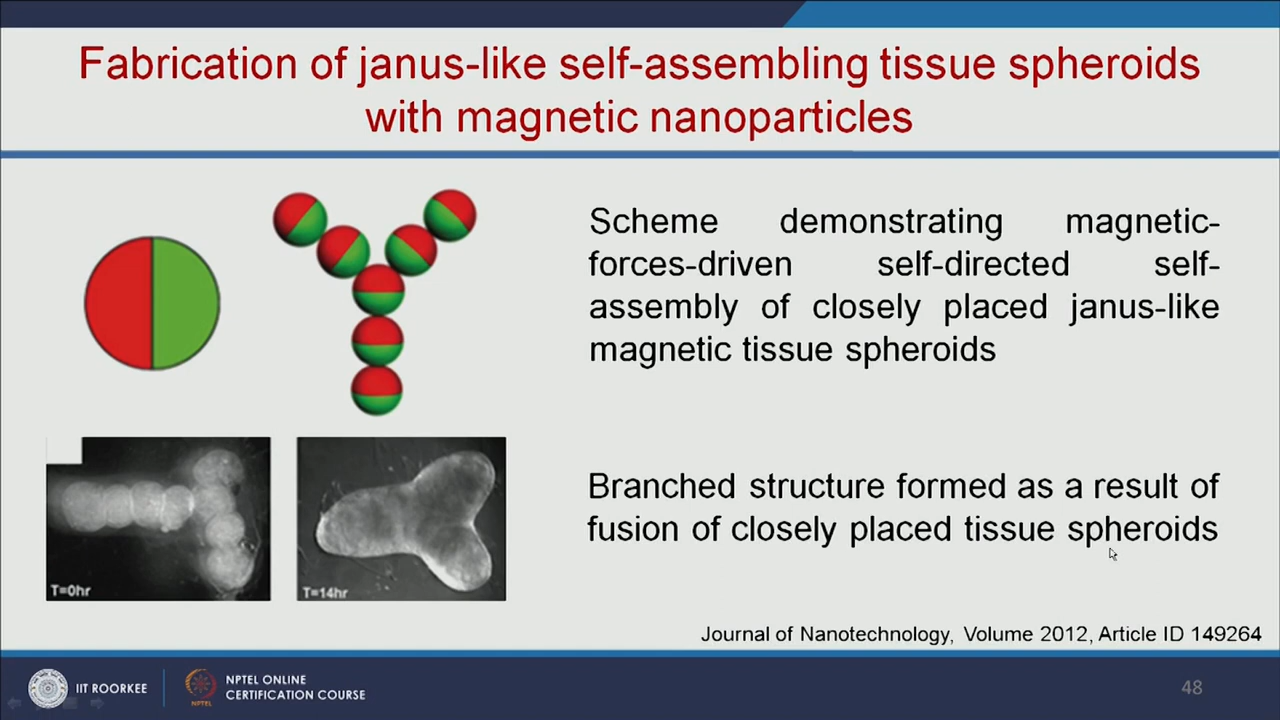 Fabrication of janus-like self-assembling tissue spheroids
with magnetic nanoparticles
Scheme demonstrating magnetic-
forces-driven self-directed self-
assembly of closely placed janus-like
magnetic tissue spheroids
T=0hr
T=14hr
Branched structure formed as a result of
fusion of closely placed tissue spheroids
Journal of Nanotechnology, Volume 2012, Article ID 149264
IIT ROORKEE
NPTEL
NPTEL ONLINE
CERTIFICATION COURSE
48